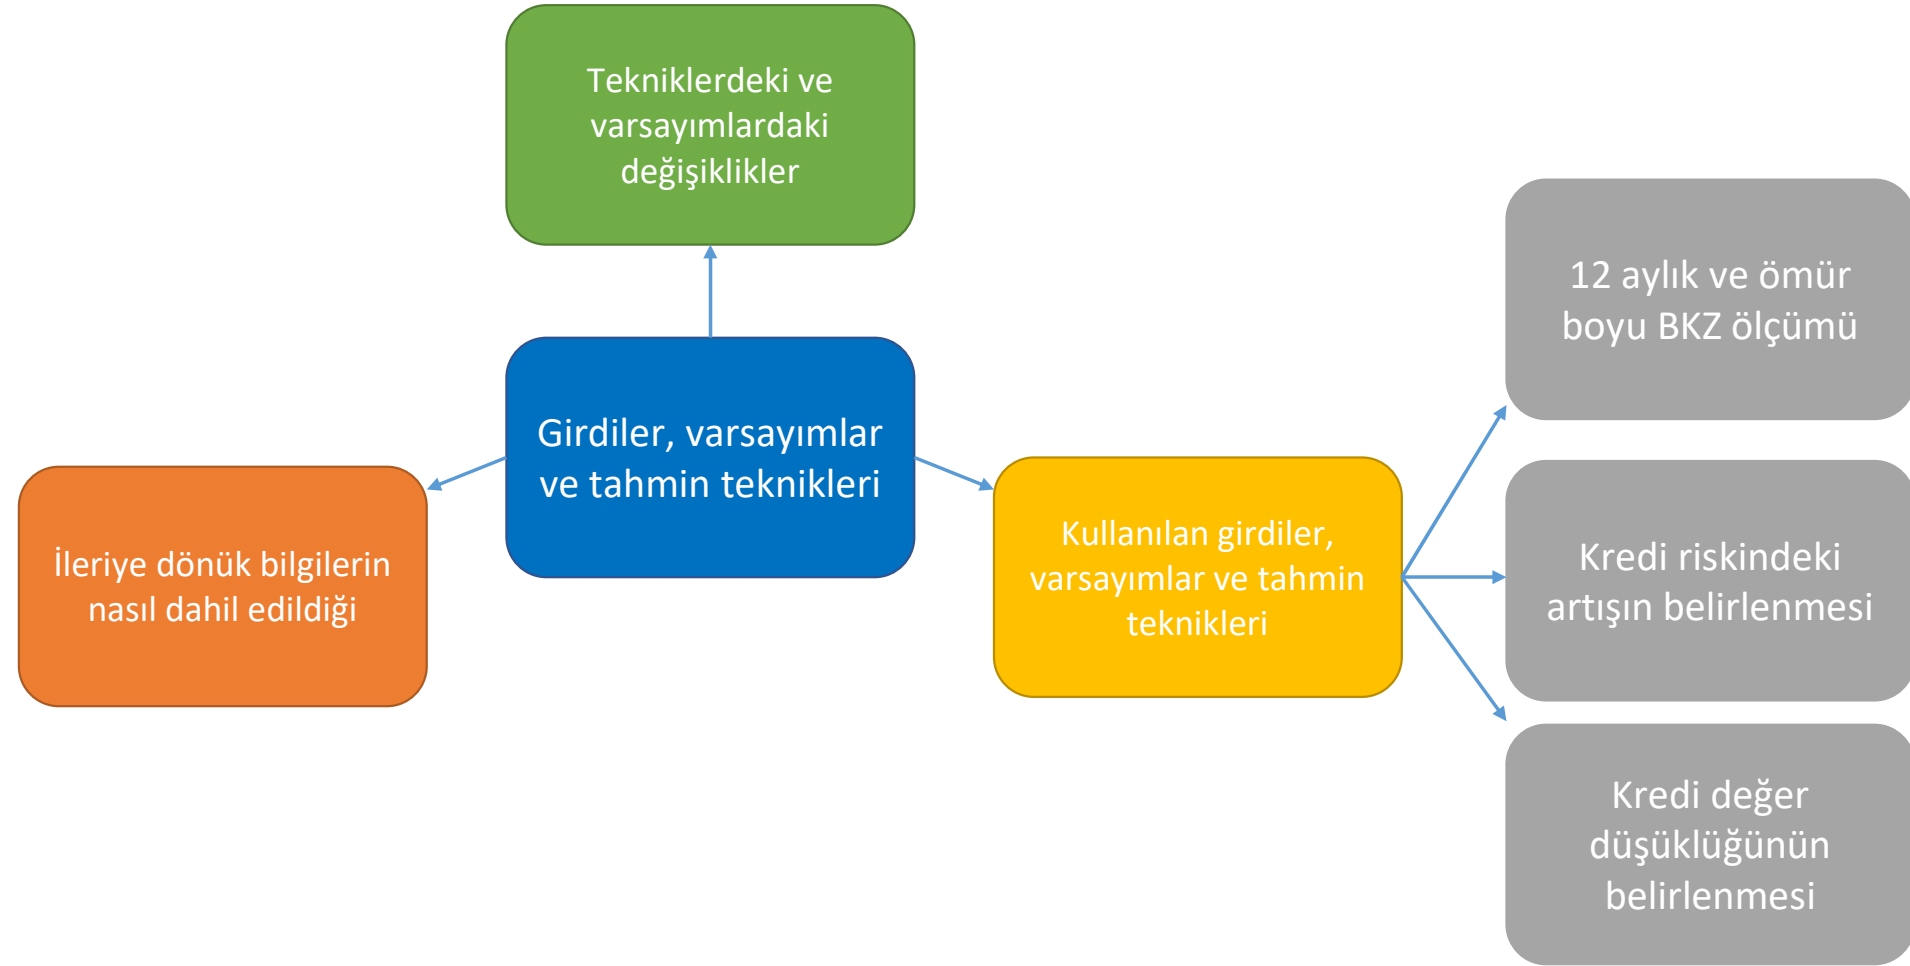 Tekniklerdeki ve
varsayımlardaki
değişiklikler
Girdiler, varsayımlar
ve tahmin teknikleri
İleriye dönük bilgilerin
nasıl dahil edildiği
Kullanılan girdiler,
varsayımlar ve tahmin
teknikleri
12 aylık ve ömür
boyu BKZ ölçümü
Kredi riskindeki
artışın belirlenmesi
Kredi değer
düşüklüğünün
belirlenmesi